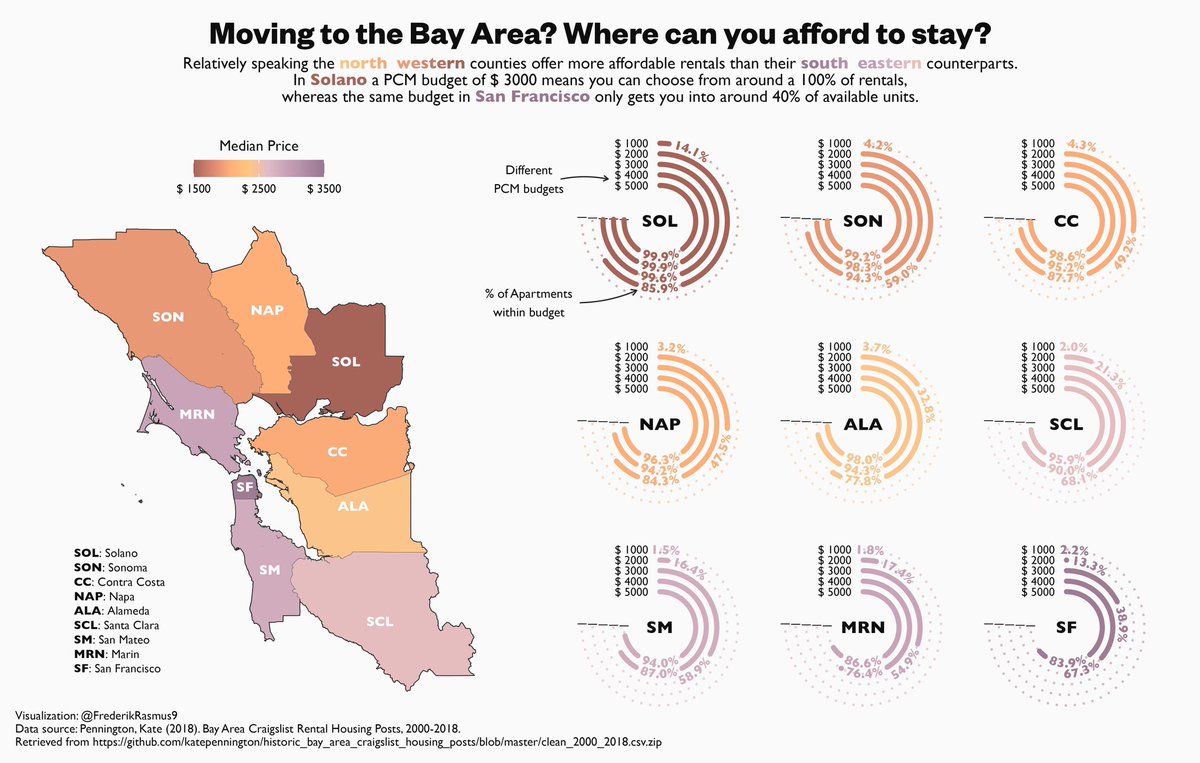 Moving to the Bay Area? Where can you afford to stay?
Relatively speaking the north western counties offer more affordable rentals than their south eastern counterparts.
In Solano a PCM budget of $ 3000 means you can choose from around a 100% of rentals,
whereas the same budget in San Francisco only gets you into around 40% of available units.
Median Price
$ 1500 $ 2500 $ 3500
SON
NAP
SOL
MRN
CC
SF
ALA
SM
SCL
SOL: Solano
SON: Sonoma
CC: Contra Costa
NAP: Napa
ALA: Alameda
SCL: Santa Clara
SM: San Mateo
MRN: Marin
SF: San Francisco
Different
PCM budgets
% of Apartments
within budget
$ 1000 14.1%
$ 2000
$ 3000
$ 4000
$ 5000
SOL
99.9%
99.9%
99.6%
85.9%
$ 1000 4.2%
$ 2000
$ 3000
$ 4000
$ 5000
SON
99.2%
98.3%
94.3%
59.0%
$ 1000 4.3%
$ 2000
$ 3000
$ 4000
$ 5000
CC
98.6%
95.2%
87.7%
49.2%
$ 1000 3.2%
$ 2000
$ 3000
$ 4000
$ 5000
NAP
96.3%
94.2%
84.3%
47.5%
$ 1000 3.7%
$ 2000
$ 3000
$ 4000
$ 5000
32.8%
ALA
98.0%
94.3%
77.8%
$ 1000 2.0%
$ 2000 21.3%
$ 3000
$ 4000
$ 5000
SCL
95.9%
90.0%
68.1%
$ 1000 1.5%
$ 2000 16.4%
$ 3000
$ 4000
$ 5000
SM
94.0%
87.0%
58.9%
$ 1000 1.8%
$ 2000 17.4%
$ 3000
$ 4000
$ 5000
MRN
86.6%
76.4%
54.9%
$ 1000 2.2%
$ 2000 13.3%
$ 3000
$ 4000
$ 5000
38.6%
SF
83.9%
67.3%
Visualization: @FrederikRasmus9
Data source: Pennington, Kate (2018). Bay Area Craigslist Rental Housing Posts, 2000-2018.
Retrieved from https://github.com/katepennington/historic_bay_area_craigslist_housing_posts/blob/master/clean_2000_2018.csv.zip